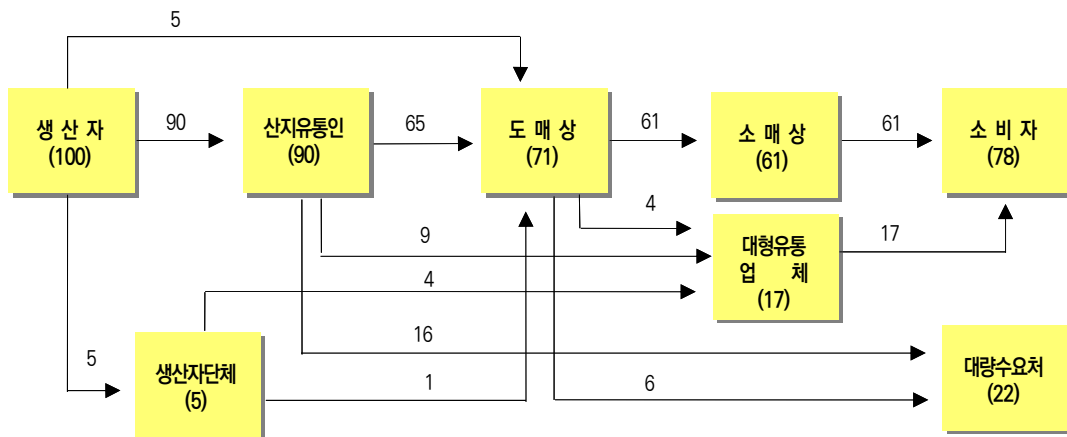 5
생 산 자
(100)
90
산지유통인
(90)
65
도 매 상
(71)
61
소 매 상
(61)
61
소 비 자
(78)
4
9
대형유통
업 체
(17)
17
4
5
생산자단체
(5)
16
1
6
대량수요처
(22)